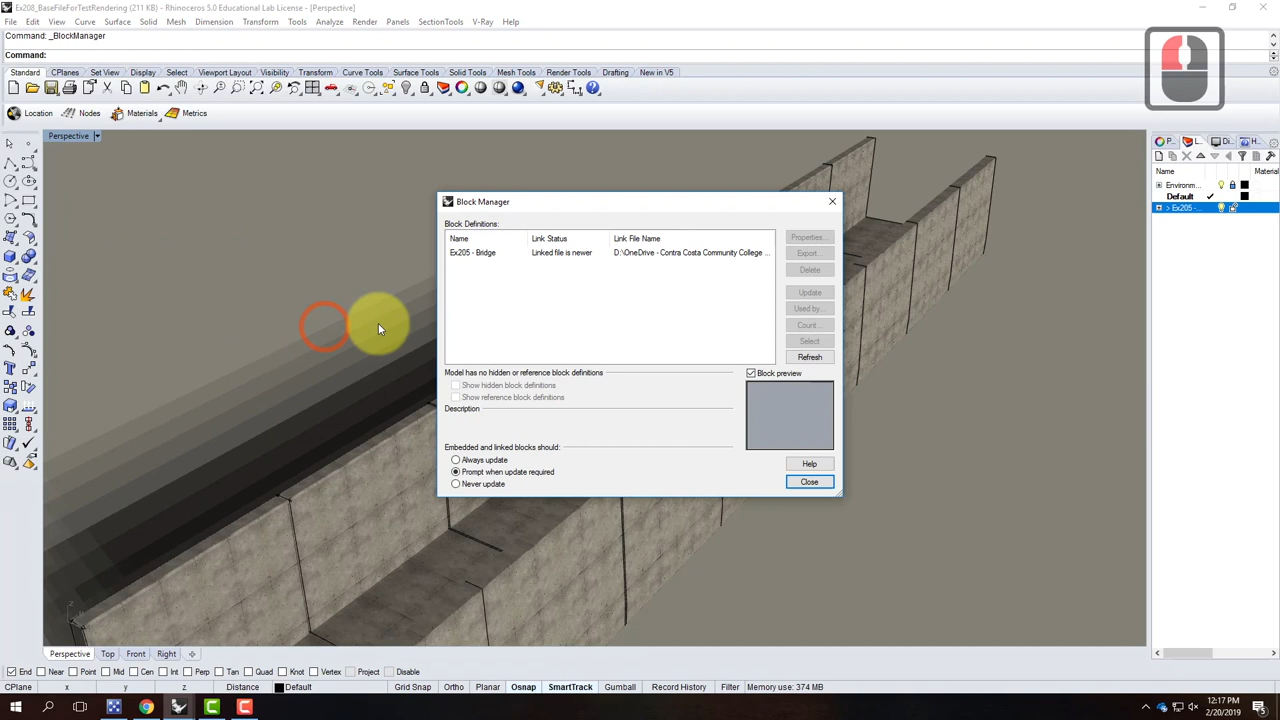 Ex208_BaseFileForTestRendering (211 KB) - Rhinoceros 5.0 Educational Lab License - [Perspective]
File Edit View Curve Surface Solid Mesh Dimension Transform Tools Analyze Render Panels SectionTools V-Ray Help
Command: _BlockManager
Command:
Standard CPlanes Set View Display Select Viewport Layout Visibility Transform Curve Tools Surface Tools Solid Tools Mesh Tools Render Tools Drafting New in V5
Location Nodes Materials Metrics
Perspective
P... L... Di... H...
Name Material
Environm...
Default
> Ex205 -...
Block Manager
Block Definitions:
Name Link Status Link File Name
Ex205 - Bridge Linked file is newer D:\OneDrive - Contra Costa Community College ...
Properties...
Export...
Delete
Update
Used by...
Count...
Select
Refresh
Model has no hidden or reference block definitions
Block preview
Show hidden block definitions
Show reference block definitions
Description
Embedded and linked blocks should:
Always update
Prompt when update required
Never update
Help
Close
z
Perspective Top Front Right
End Near Point Mid Cen Int Perp Tan Quad Knot Vertex Project Disable
CPlane x y z Distance Default Grid Snap Ortho Planar Osnap SmartTrack Gumball Record History Filter Memory use: 374 MB
12:17 PM
2/20/2019
5